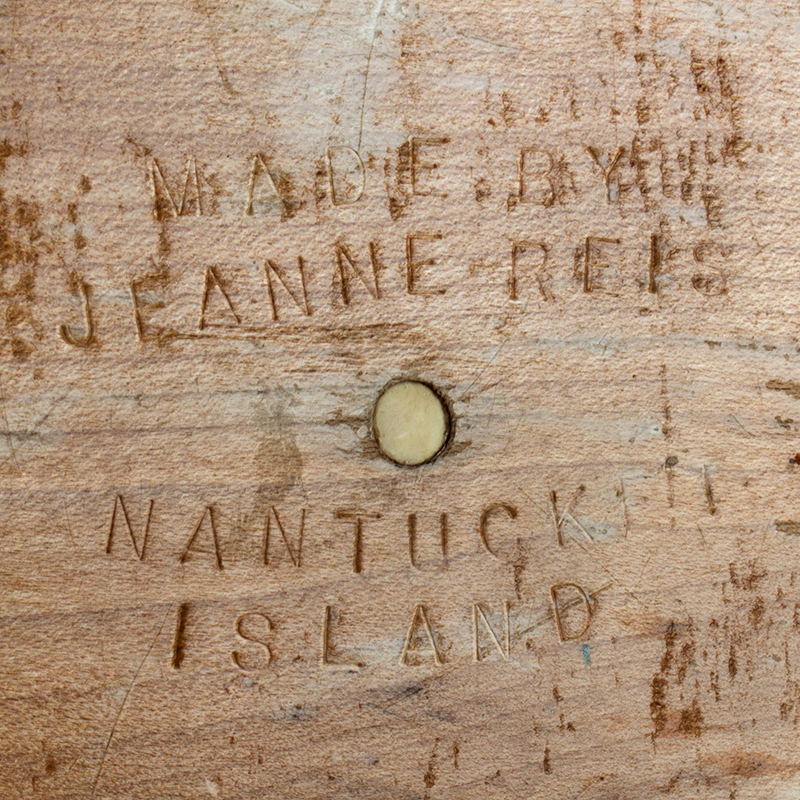 MADE BY
JEANNE REIS
NANTUCKET
ISLAND